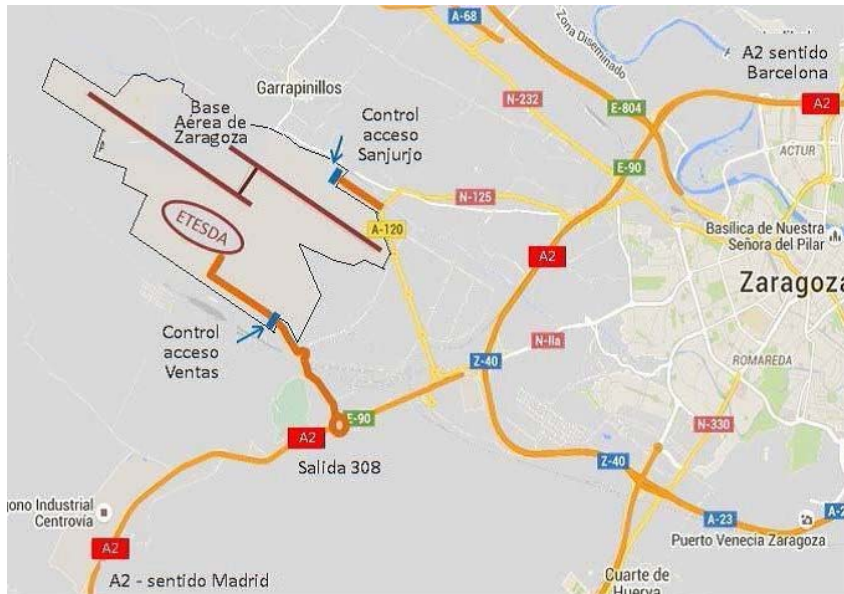 A-68
Zona Diseminado
A2 sentido
Barcelona
Garrapinillos
N-232
E-804
A2
Base
Aérea de
Zaragoza
Control
acceso
Sanjurjo
ACTUR
E-90
N-125
ETESDA
A-120
Basílica de Nuestra
Señora del Pilar
A2
Zaragoza
Control
acceso
Ventas
N-IIa
Z-40
ROMAREDA
E-90
N-330
A2
Salida 308
Z-40
ono Industrial
Centrovía
A-23
A-2
Puerto Venecia Zaragoza
A2
A2 - sentido Madrid
Cuarte de
Huerva